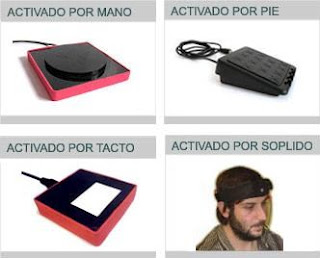 ACTIVADO POR MANO
ACTIVADO POR PIE
ACTIVADO POR TACTO
ACTIVADO POR SOPLIDO